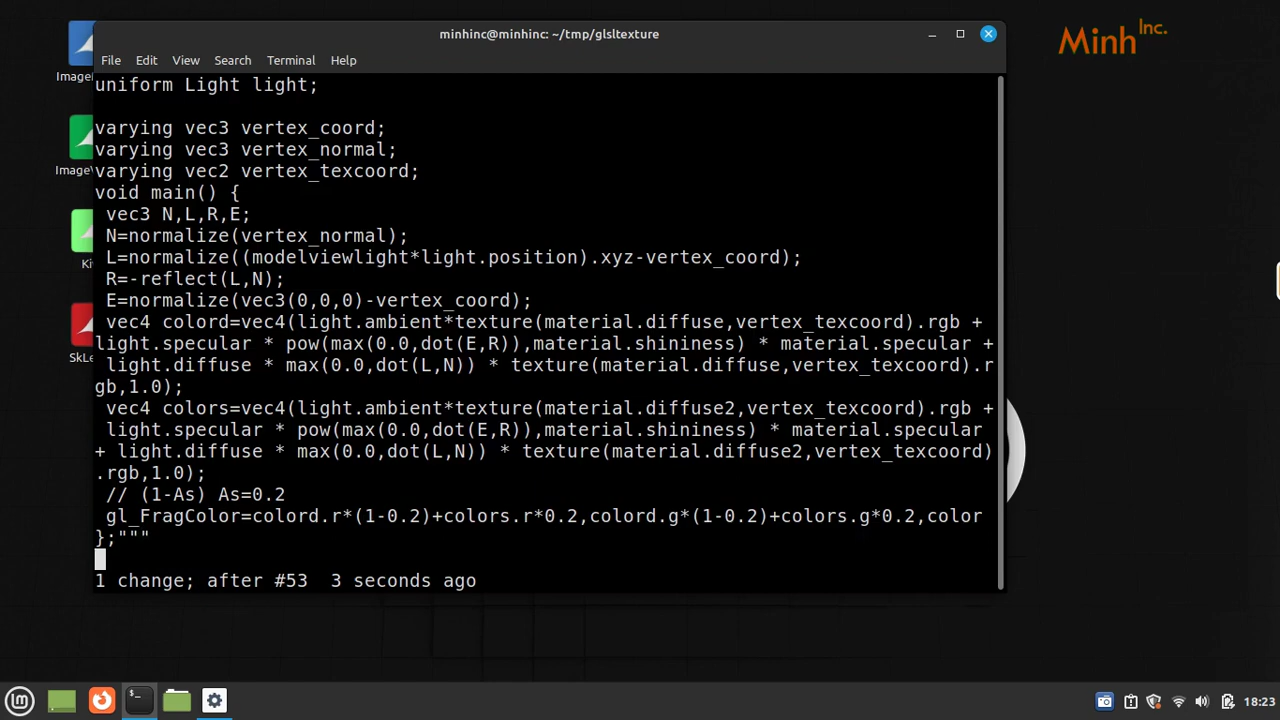 Minh Inc.
minhinc@minhinc: ~/tmp/glsltexture
File Edit View Search Terminal Help
uniform Light light;
varying vec3 vertex_coord;
varying vec3 vertex_normal;
varying vec2 vertex_texcoord;
void main() {
 vec3 N,L,R,E;
 N=normalize(vertex_normal);
 L=normalize((modelviewlight*light.position).xyz-vertex_coord);
 R=-reflect(L,N);
 E=normalize(vec3(0,0,0)-vertex_coord);
 vec4 colord=vec4(light.ambient*texture(material.diffuse,vertex_texcoord).rgb +
light.specular * pow(max(0.0,dot(E,R)),material.shininess) * material.specular +
 light.diffuse * max(0.0,dot(L,N)) * texture(material.diffuse,vertex_texcoord).r
gb,1.0);
 vec4 colors=vec4(light.ambient*texture(material.diffuse2,vertex_texcoord).rgb +
 light.specular * pow(max(0.0,dot(E,R)),material.shininess) * material.specular
+ light.diffuse * max(0.0,dot(L,N)) * texture(material.diffuse2,vertex_texcoord)
.rgb,1.0);
 // (1-As) As=0.2
 gl_FragColor=colord.r*(1-0.2)+colors.r*0.2,colord.g*(1-0.2)+colors.g*0.2,color
};"""
1 change; after #53  3 seconds ago
ImageV
Ki
SkLe
18:23